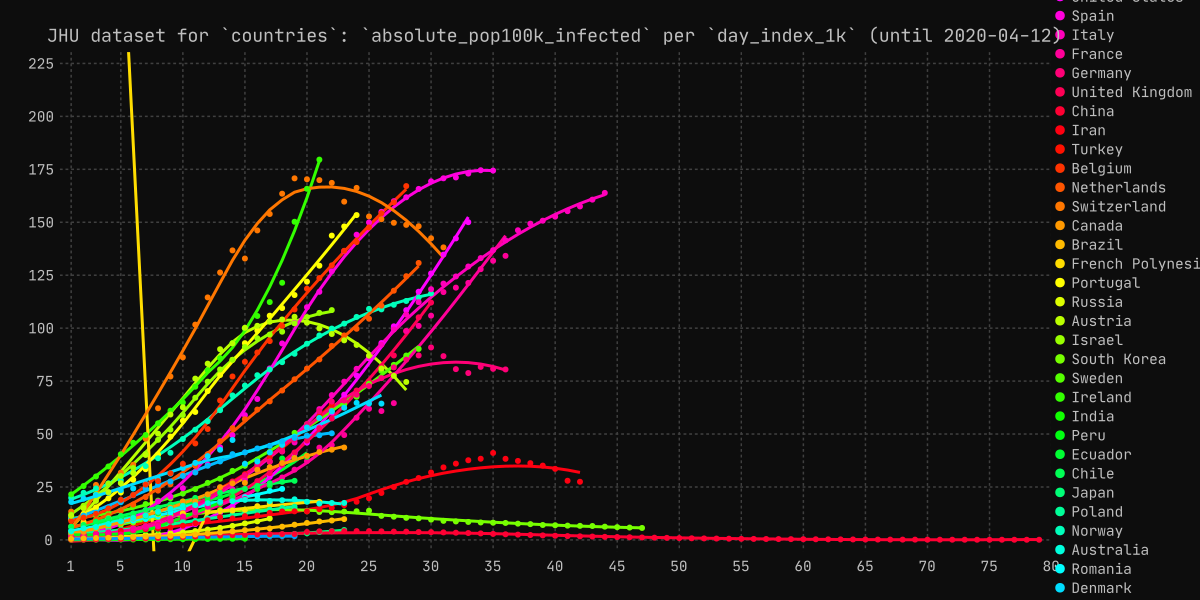 Spain
JHU dataset for `countries`: `absolute_pop100k_infected` per `day_index_1k` (until 2020-04-12)
Italy
France
Germany
United Kingdom
China
Iran
Turkey
Belgium
Netherlands
Switzerland
Canada
Brazil
French Polynesi
Portugal
Russia
Austria
Israel
South Korea
Sweden
Ireland
India
Peru
Ecuador
Chile
Japan
Poland
Norway
Australia
Romania
Denmark
225
200
175
150
125
100
75
50
25
0
1 5 10 15 20 25 30 35 40 45 50 55 60 65 70 75 80